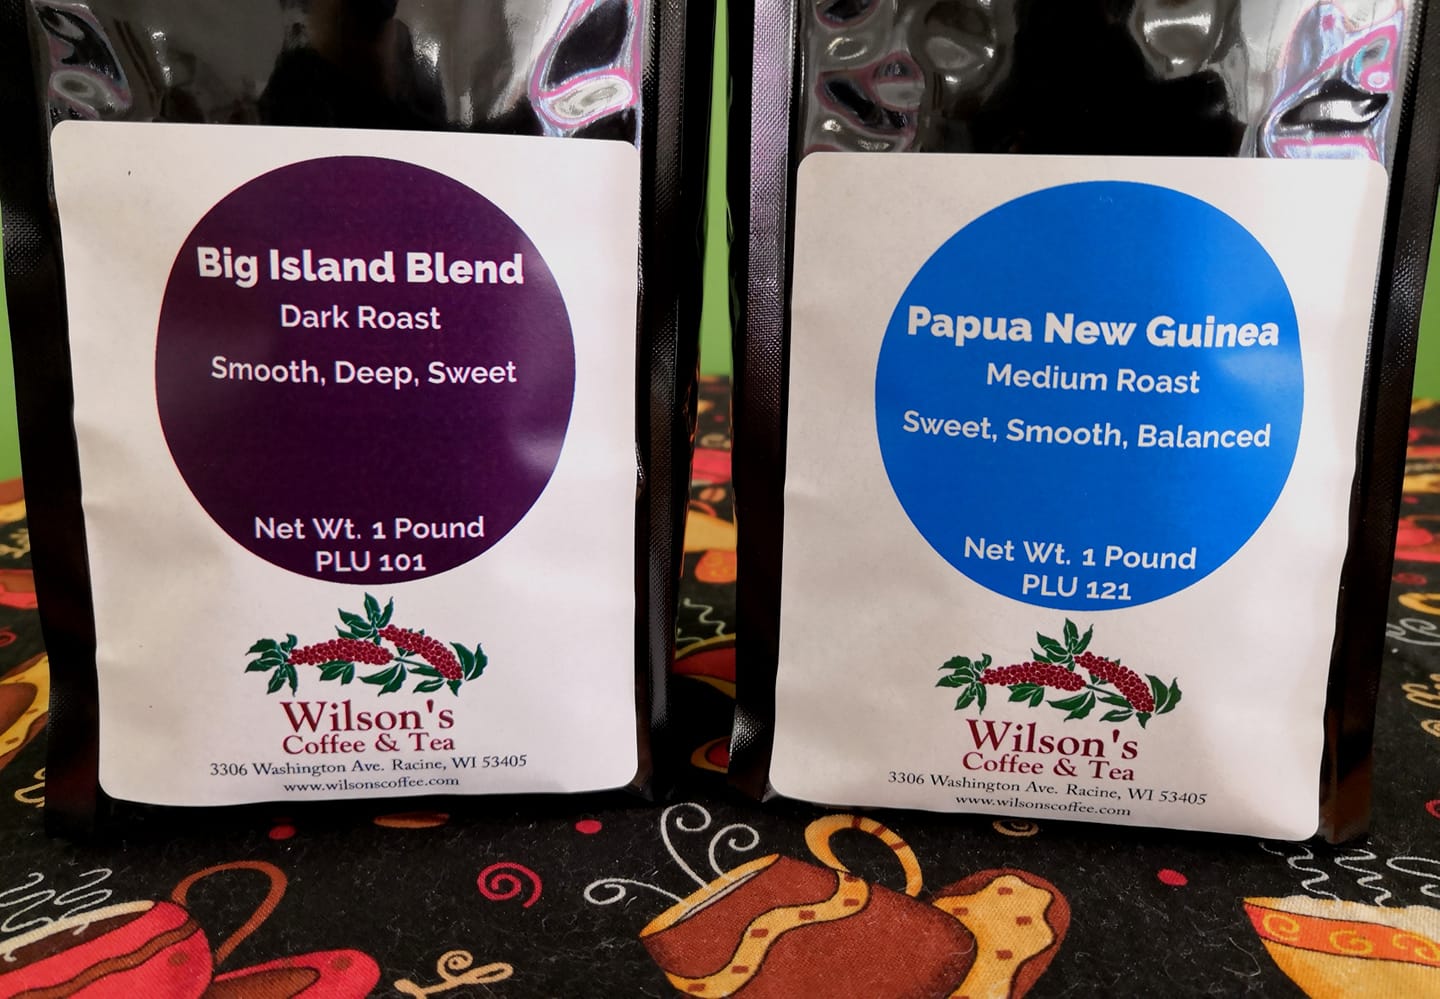 Big Island Blend
Dark Roast
Smooth, Deep, Sweet
Net Wt. 1 Pound
PLU 101
Wilson's
Coffee & Tea
3306 Washington Ave. Racine, WI 53405
www.wilsonscoffee.com
Papua New Guinea
Medium Roast
Sweet, Smooth, Balanced
Net Wt. 1 Pound
PLU 121
Wilson's
Coffee & Tea
3306 Washington Ave. Racine, WI 53405
www.wilsonscoffee.com